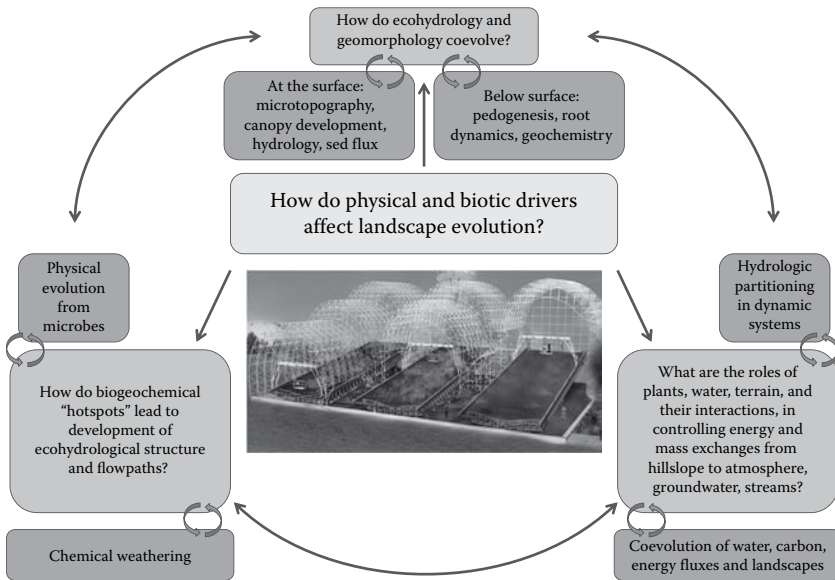 How do ecohydrology and
geomorphology coevolve?
At the surface:
microtopography,
canopy development,
hydrology, sed flux
Below surface:
pedogenesis, root
dynamics, geochemistry
How do physical and biotic drivers
affect landscape evolution?
Physical
evolution
from
microbes
Hydrologic
partitioning
in dynamic
systems
How do biogeochemical
“hotspots” lead to
development of
ecohydrological structure
and flowpaths?
What are the roles of
plants, water, terrain, and
their interactions, in
controlling energy and
mass exchanges from
hillslope to atmosphere,
groundwater, streams?
Chemical weathering
Coevolution of water, carbon,
energy fluxes and landscapes